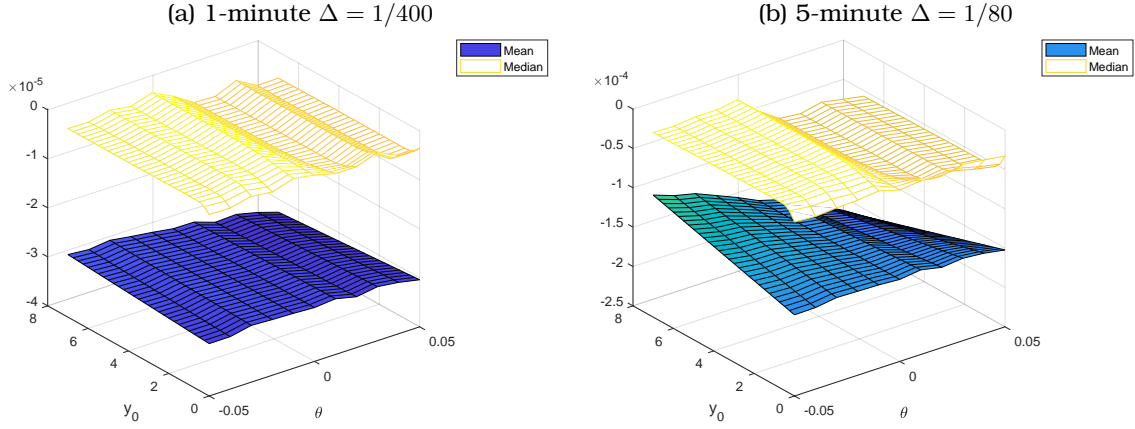 (a) 1-minute Δ = 1/400
Mean
Median
×10⁻⁵
0
-1
-2
-3
-4
8
6
4
2
0
y₀
-0.05
0
0.05
θ
(b) 5-minute Δ = 1/80
Mean
Median
×10⁻⁴
0
-0.5
-1
-1.5
-2
-2.5
8
6
4
2
0
y₀
-0.05
0
0.05
θ